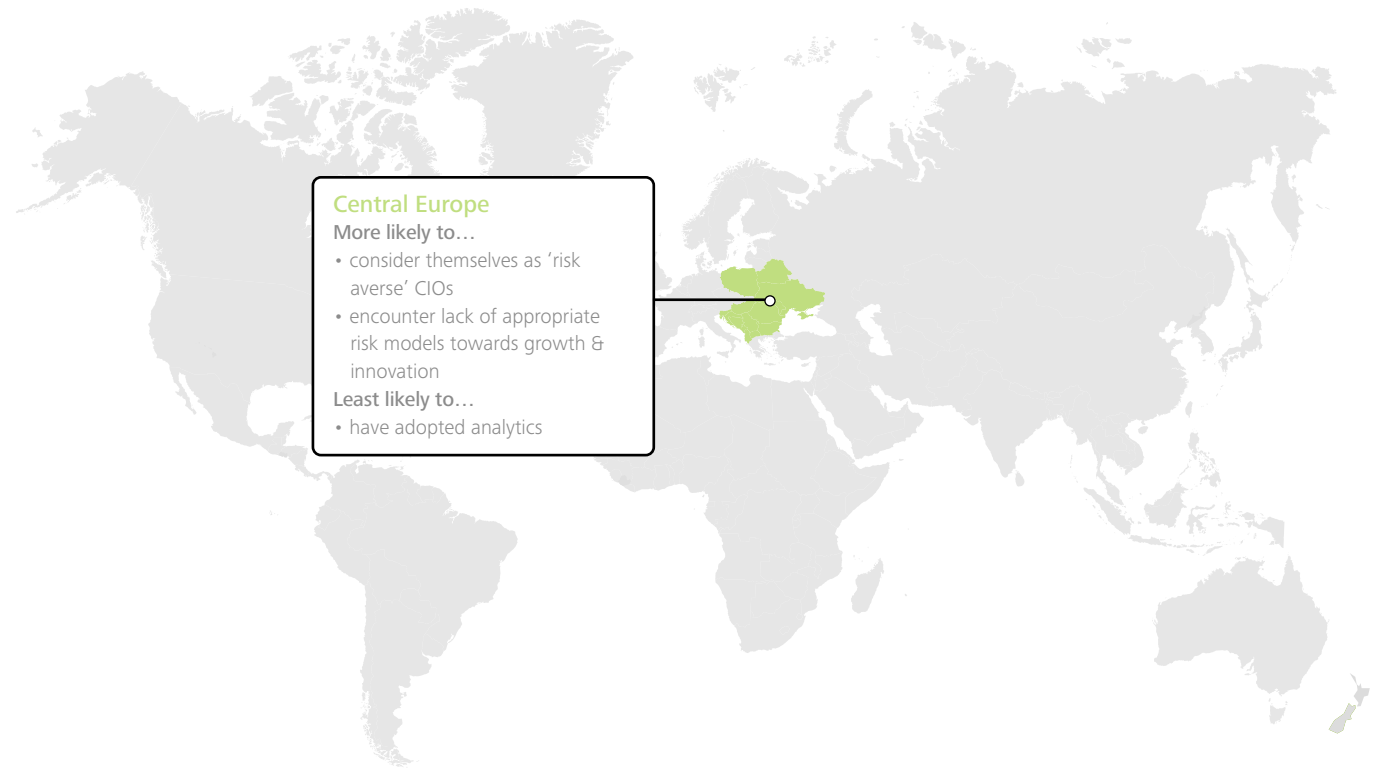 Central Europe
More likely to…
• consider themselves as ‘risk
averse’ CIOs
• encounter lack of appropriate
risk models towards growth &
innovation
Least likely to…
• have adopted analytics